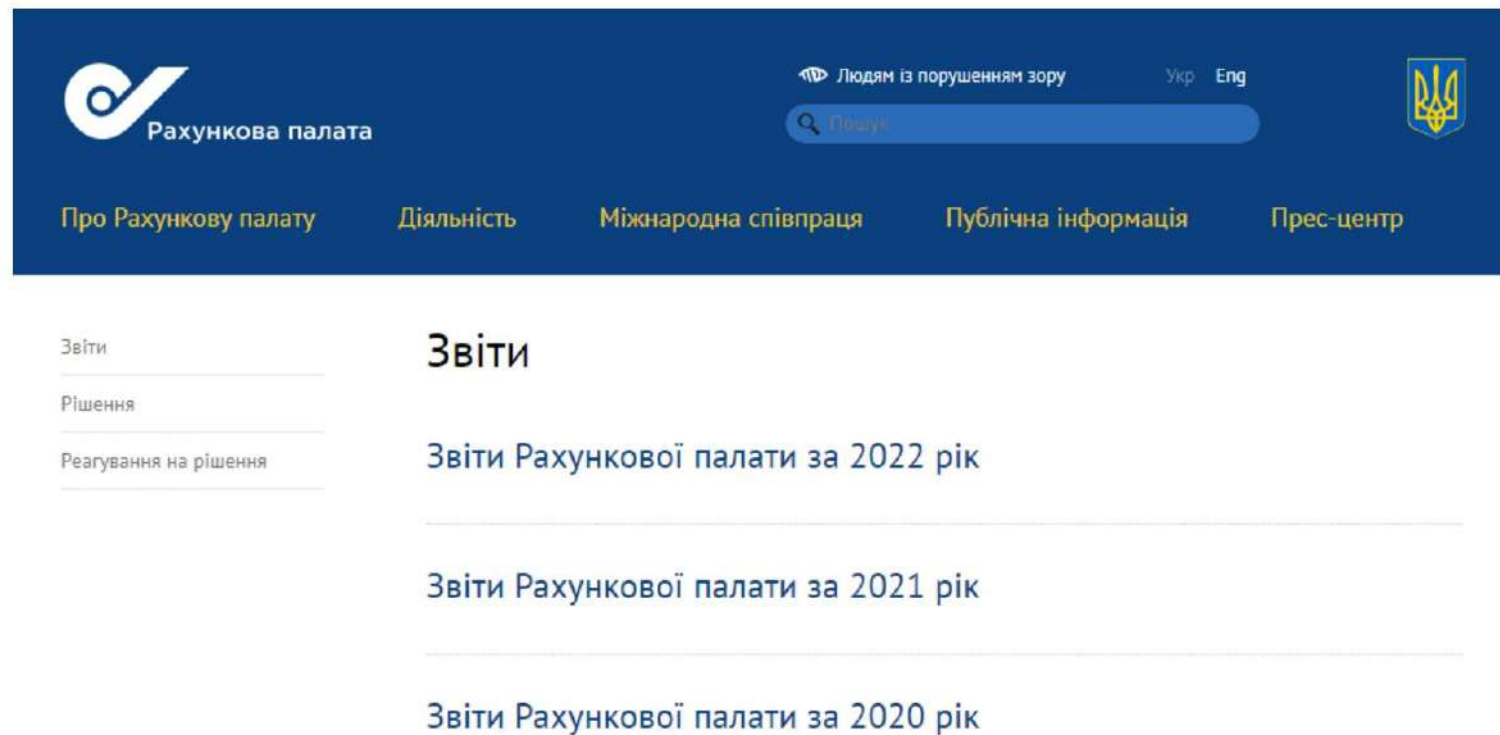 Людям із порушенням зору Укр Eng
Рахункова палата
Пошук
Про Рахункову палату Діяльність Міжнародна співпраця Публічна інформація Прес-центр
Звіти
Рішення
Реагування на рішення
Звіти
Звіти Рахункової палати за 2022 рік
Звіти Рахункової палати за 2021 рік
Звіти Рахункової палати за 2020 рік